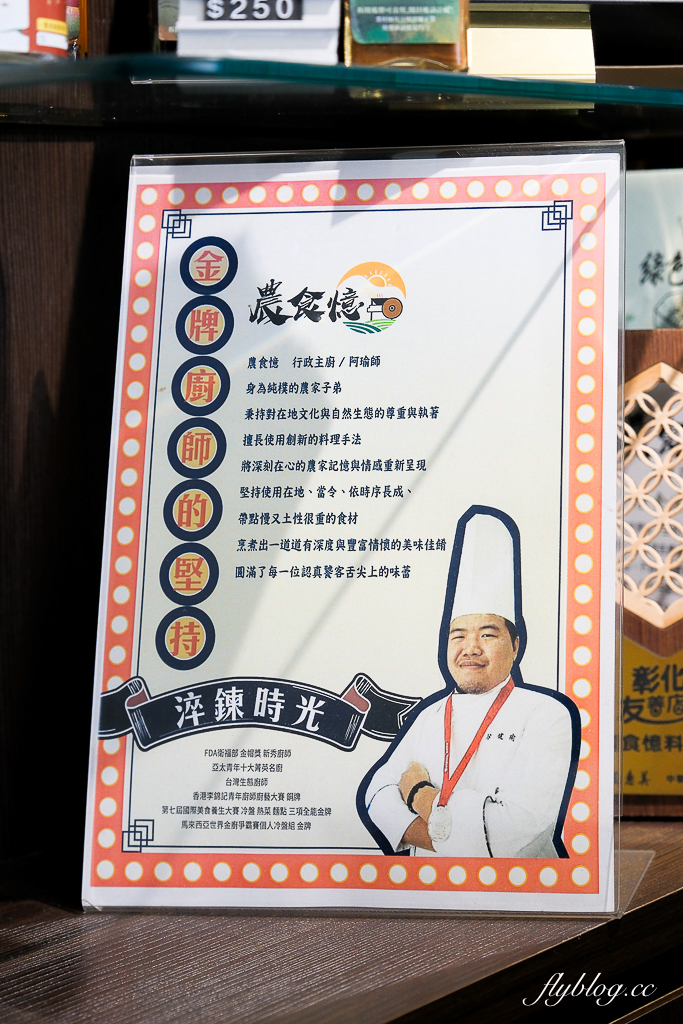 $250
金牌廚師的堅持
農食憶
農食憶 行政主廚 / 阿瑜師
身為純樸的農家子弟
秉持對在地文化與自然生態的尊重與執著
擅長使用創新的料理手法
將深刻在心的農家記憶與情感重新呈現
堅持使用在地、當令、依時序長成、
帶點慢又土性很重的食材
烹煮出一道道有深度與豐富情懷的美味佳餚
圓滿了每一位認真饕客舌尖上的味蕾
淬鍊時光
FDA衛福部 金帽獎 新秀廚師
亞太青年十大菁英名廚
台灣生態廚師
香港李錦記青年廚師廚藝大賽 銅牌
第七屆國際美食養生大賽 冷盤 熱菜 麵點 三項全能金牌
馬來西亞世界金廚爭霸賽個人冷盤組 金牌
綠色
彰化
友善店
食憶料
flyblog.cc